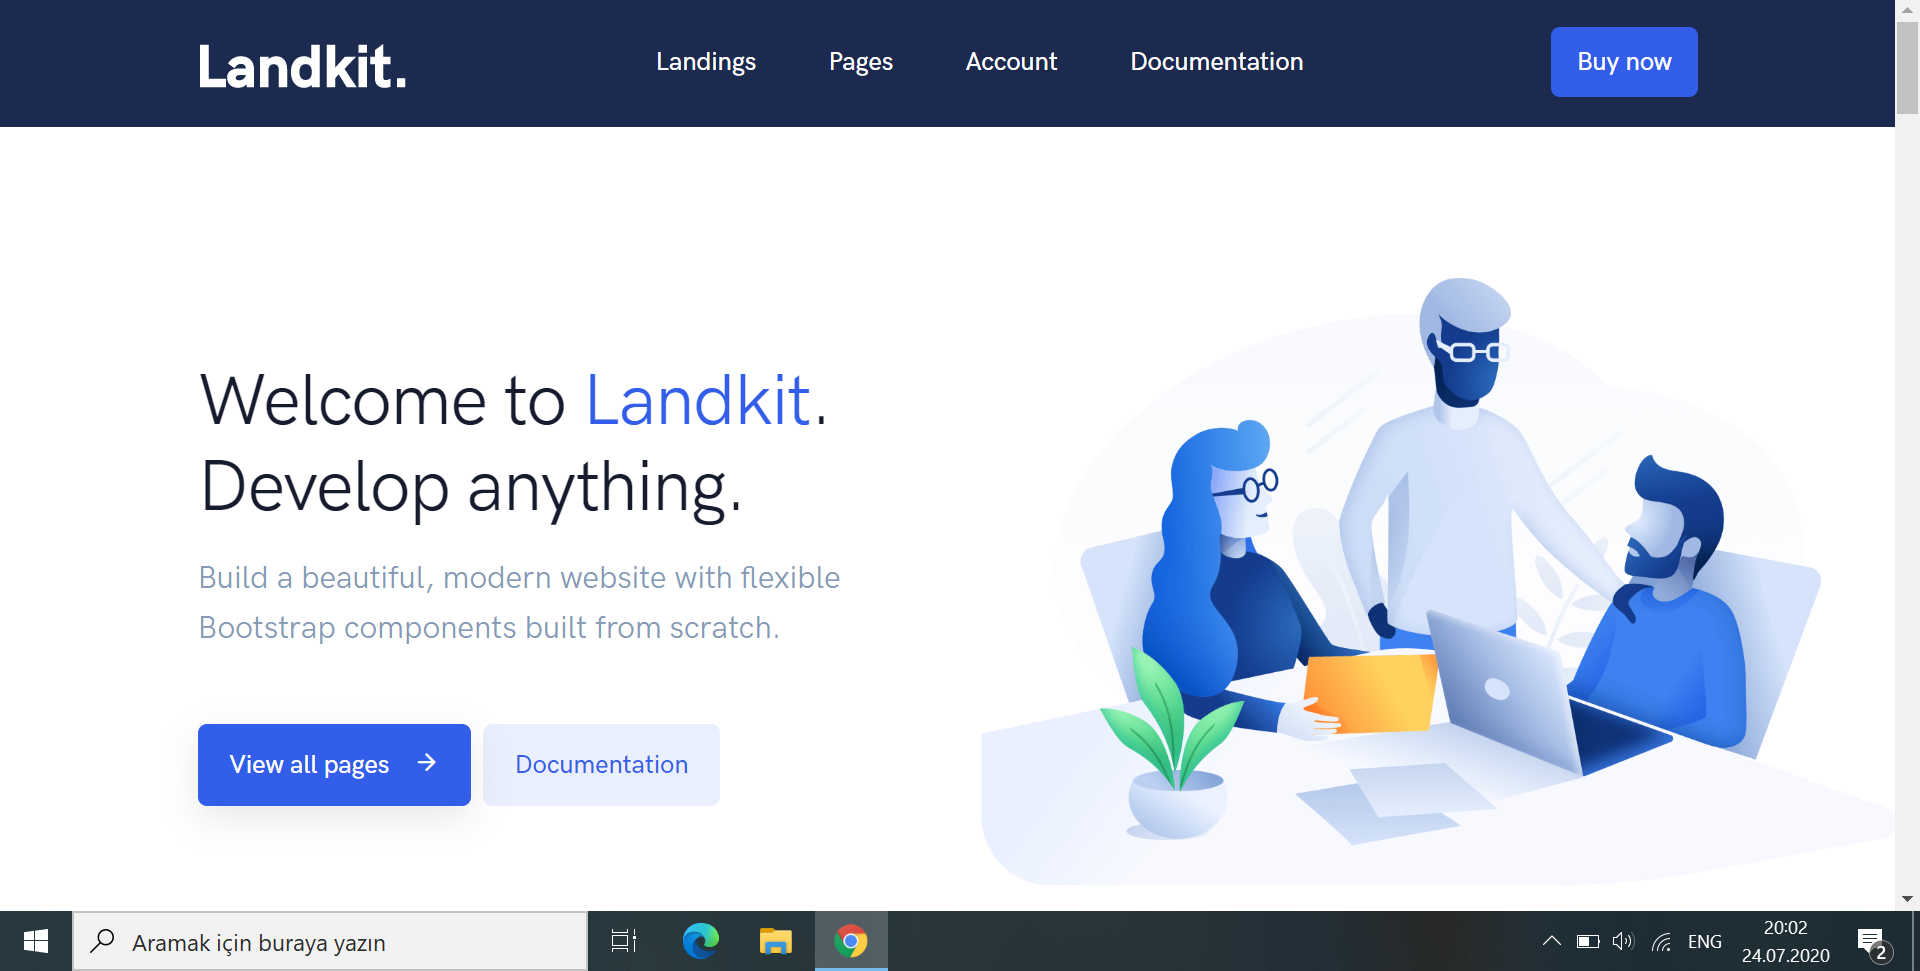 Landkit.
Landings
Pages
Account
Documentation
Buy now
Welcome to Landkit.
Develop anything.
Build a beautiful, modern website with flexible
Bootstrap components built from scratch.
View all pages
Documentation
Aramak için buraya yazın
ENG
20:02
24.07.2020
2